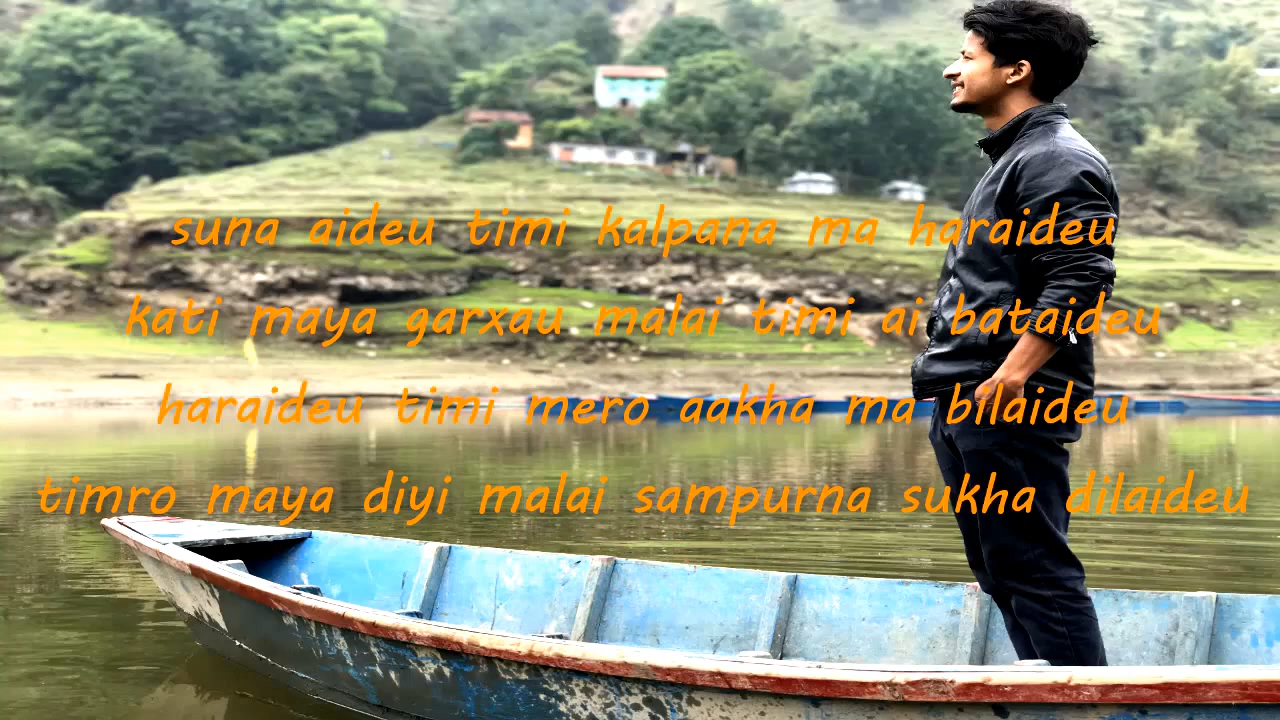 suna aideu timi kalpana ma haraideu
kati maya garxau malai timi ai bataideu
haraideu timi mero aakha ma bilaideu
timro maya diyi malai sampurna sukha dilaideu